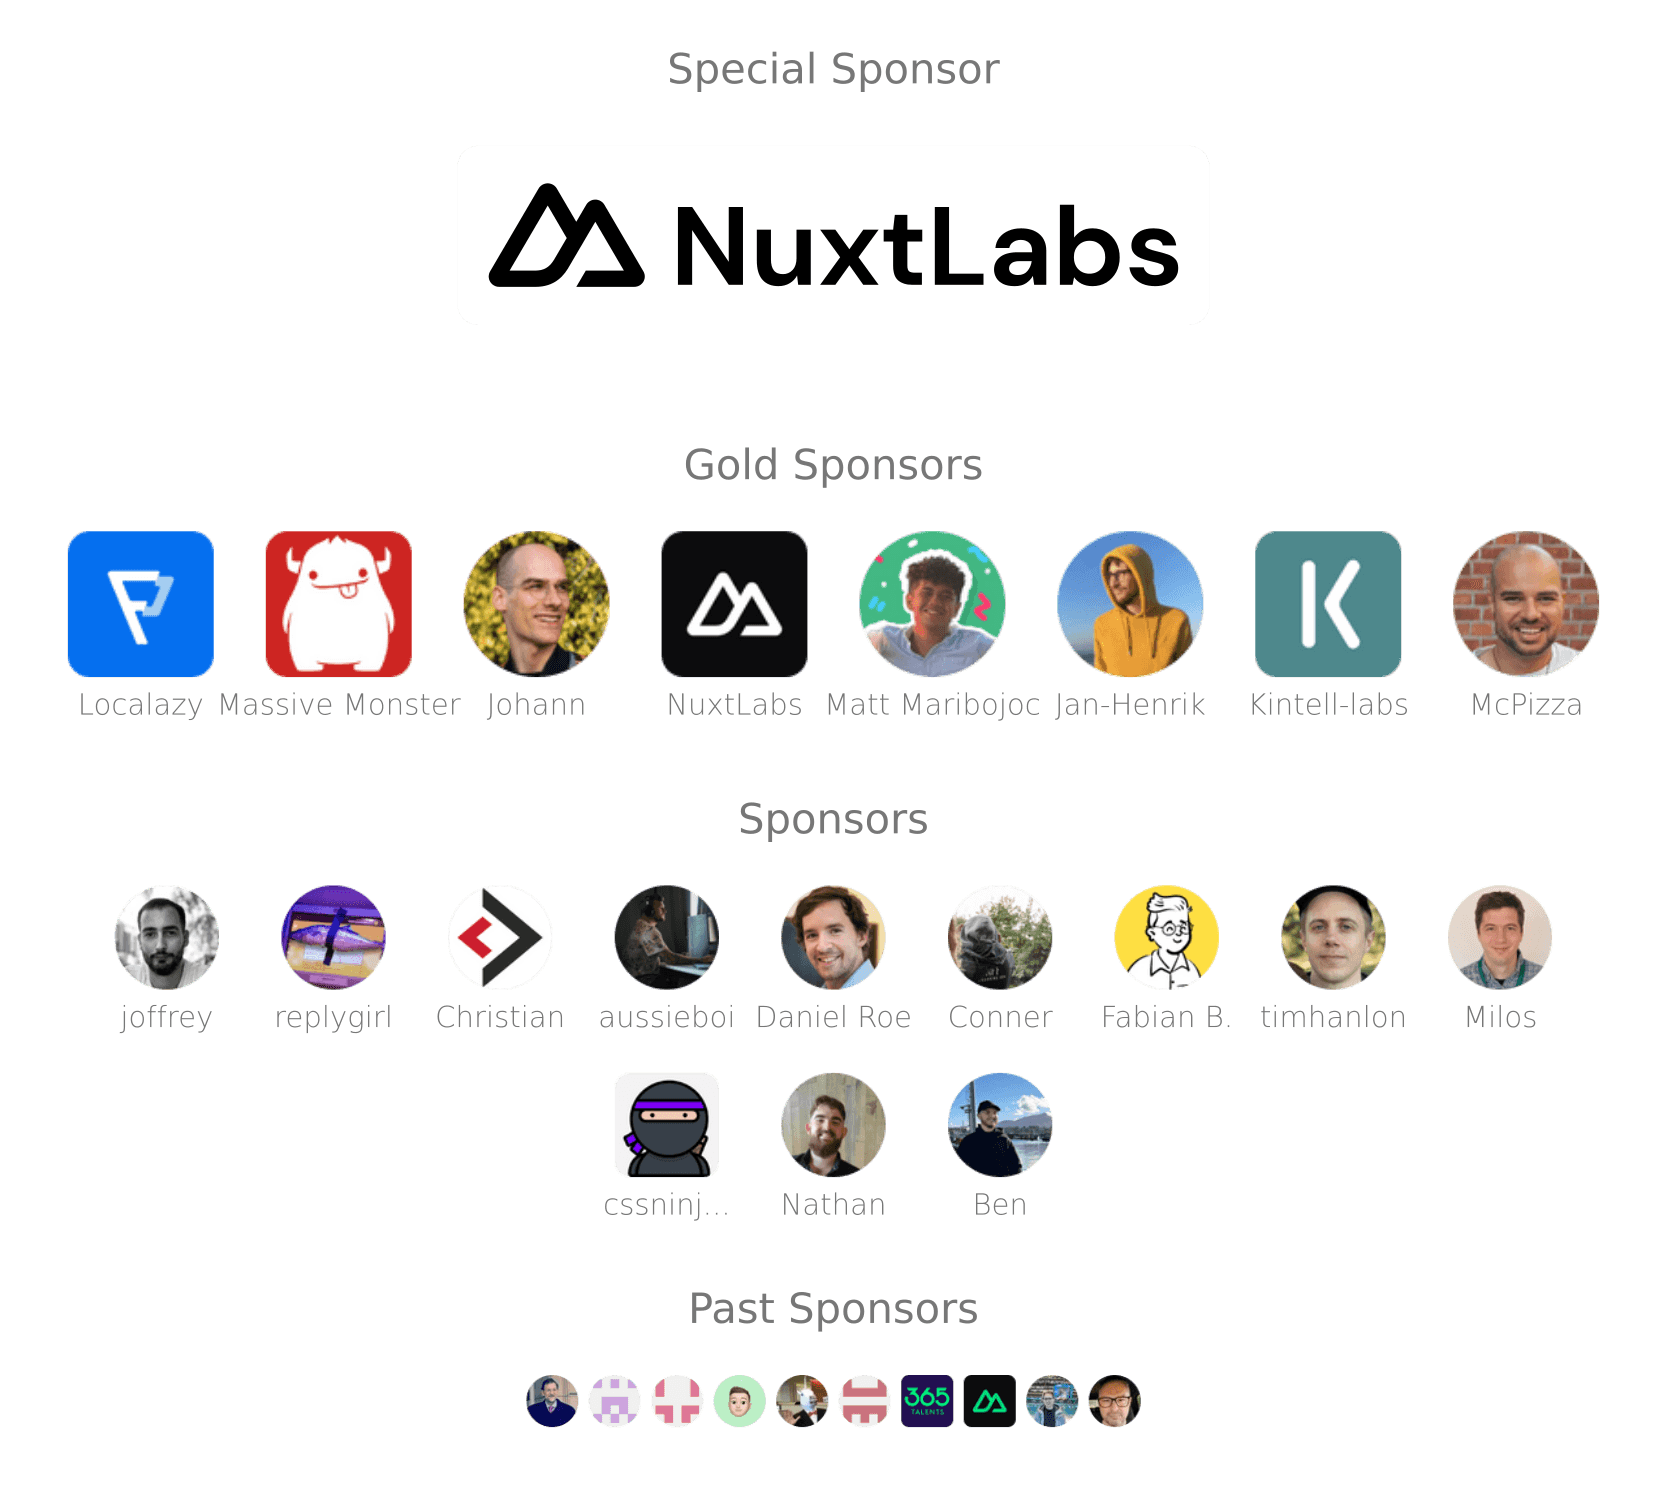 Special Sponsor
NuxtLabs
Gold Sponsors
Localazy Massive Monster Johann NuxtLabs Matt Maribojoc Jan-Henrik Kintell-labs McPizza
Sponsors
joffrey replygirl Christian aussieboi Daniel Roe Conner Fabian B. timhanlon Milos
cssninj... Nathan Ben
Past Sponsors
365
TALENTS